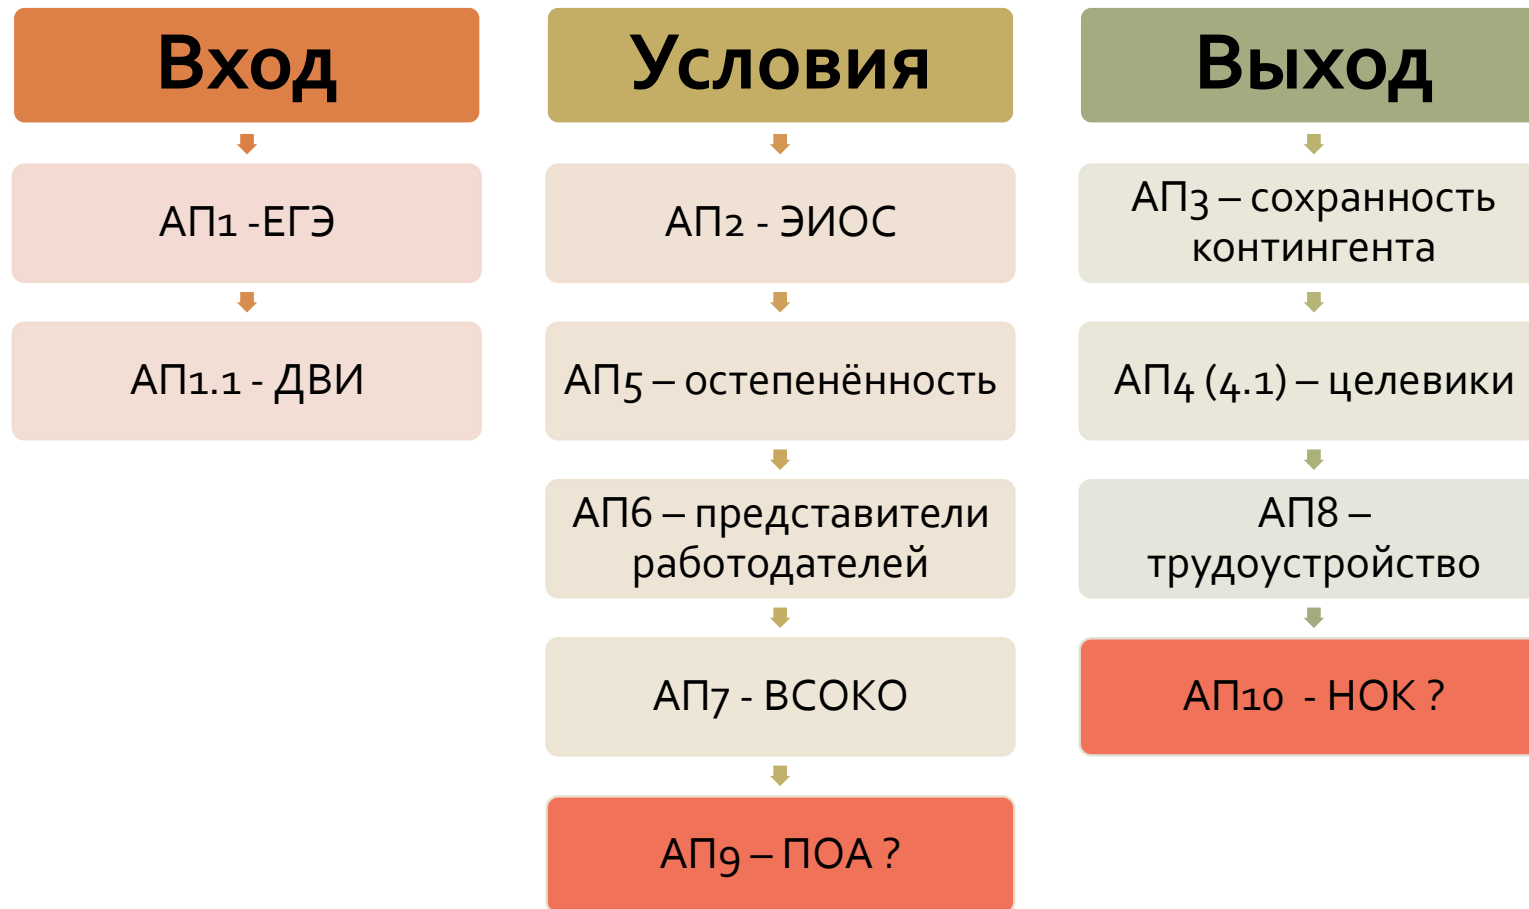 Вход
АП1 -ЕГЭ
АП1.1 - ДВИ
Условия
АП2 - ЭИОС
АП5 – остепенённость
АП6 – представители
работодателей
АП7 - ВСОКО
АП9 – ПОА ?
Выход
АП3 – сохранность
контингента
АП4 (4.1) – целевики
АП8 –
трудоустройство
АП10 - НОК ?